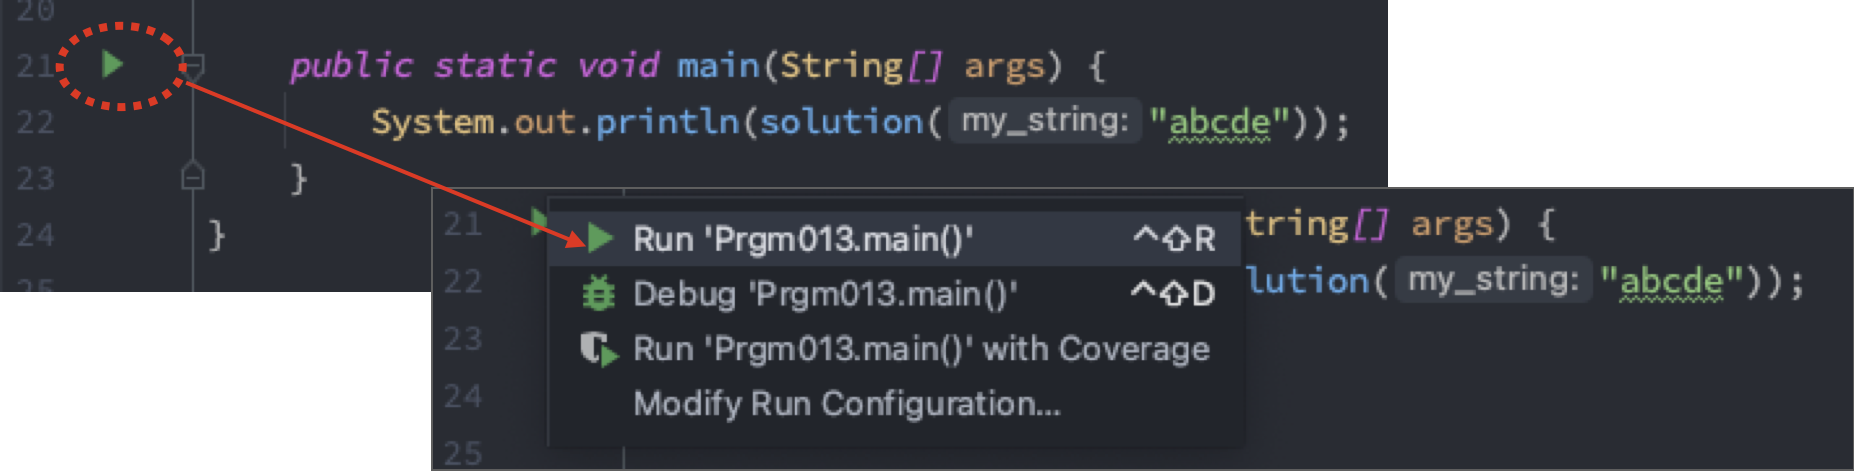 20
21 public static void main(String[] args) {
22 System.out.println(solution( my_string: "abcde"));
23 }
24 }
25
21 Run 'Prgm013.main()' ^⇧R tring[] args) {
22 Debug 'Prgm013.main()' ^⇧D lution( my_string: "abcde"));
23 Run 'Prgm013.main()' with Coverage
24 Modify Run Configuration...
25